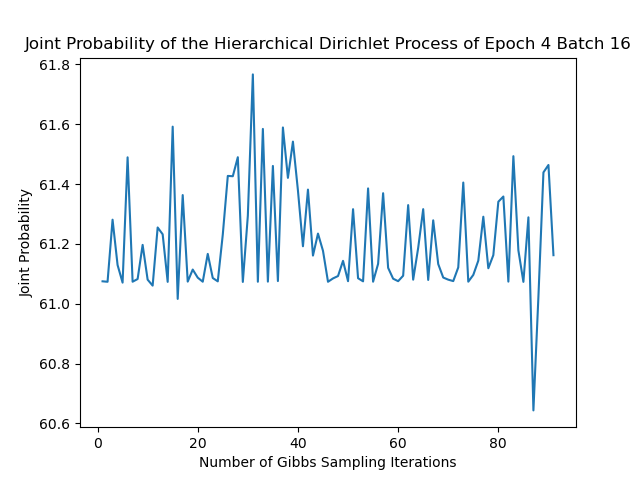 Joint Probability of the Hierarchical Dirichlet Process of Epoch 4 Batch 16
61.8
61.6
61.4
61.2
61.0
60.8
60.6
Joint Probability
0 20 40 60 80
Number of Gibbs Sampling Iterations